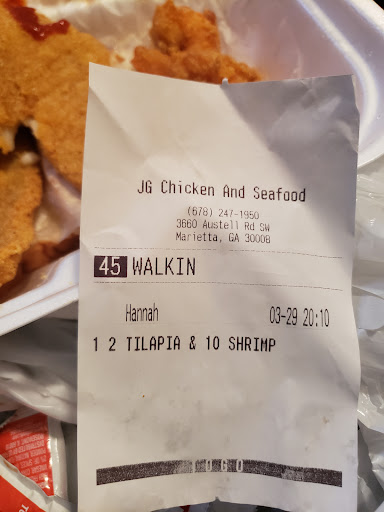 JG Chicken And Seafood
(678) 247-1950
3660 Austell Rd SW
Marietta, GA 30008
45 WALKIN
Hannah 03-29 20:10
1 2 TILAPIA & 10 SHRIMP
TOGO